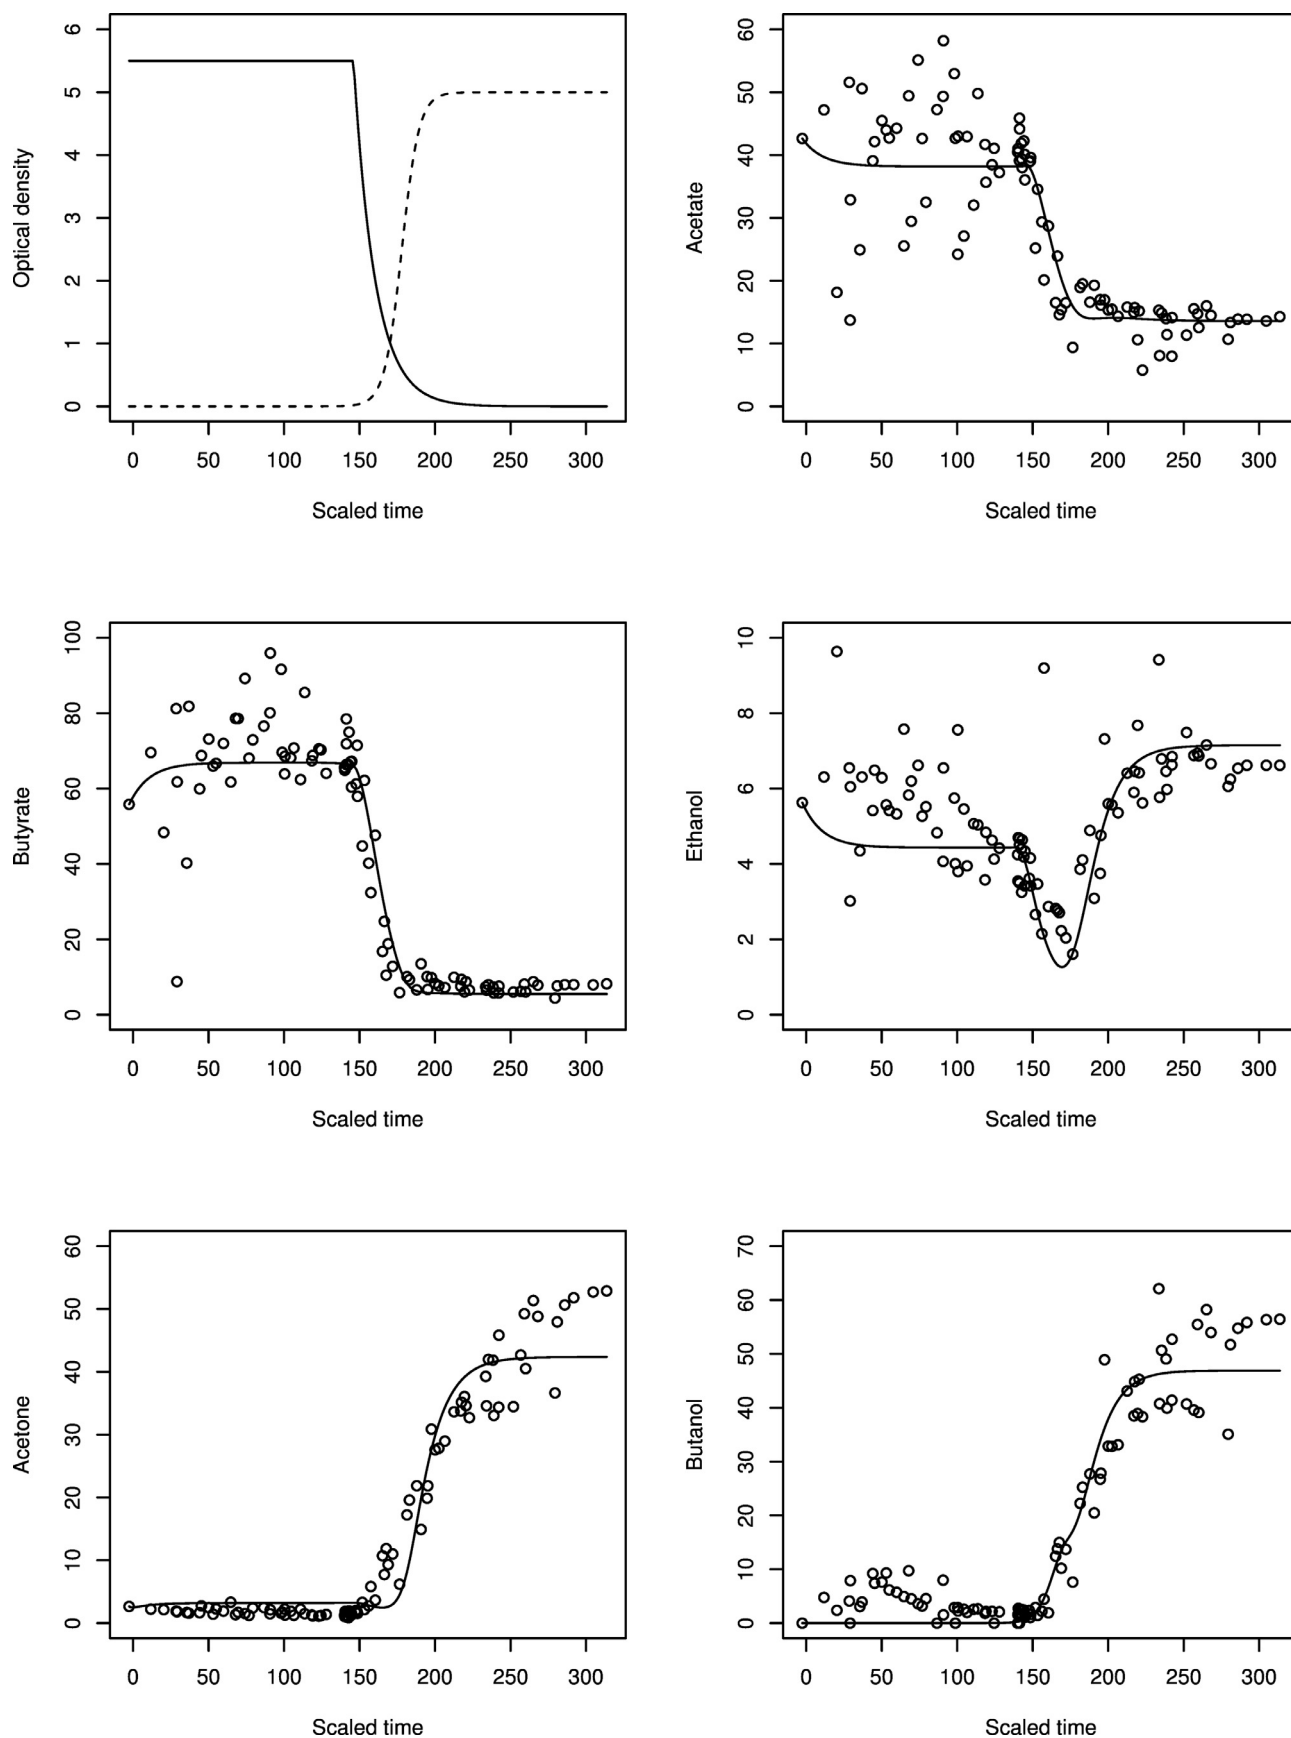 Optical density
0 1 2 3 4 5 6
0 50 100 150 200 250 300
Scaled time
Acetate
0 10 20 30 40 50 60
0 50 100 150 200 250 300
Scaled time
Butyrate
0 20 40 60 80 100
0 50 100 150 200 250 300
Scaled time
Ethanol
0 2 4 6 8 10
0 50 100 150 200 250 300
Scaled time
Acetone
0 10 20 30 40 50 60
0 50 100 150 200 250 300
Scaled time
Butanol
0 10 20 30 40 50 60 70
0 50 100 150 200 250 300
Scaled time